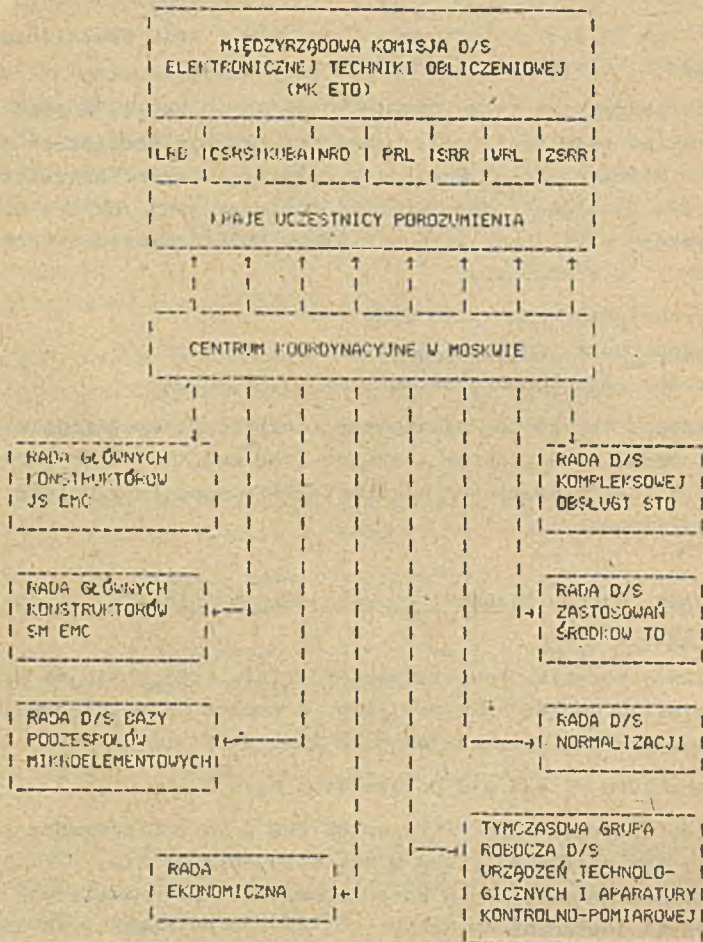 MIĘDZYRZĄDOWA KOMISJA D/S
ELEKTRONICZNEJ TECHNIKI OBLICZENIOWEJ
(MK ETO)
LRB CSRS KUBA NRD PRL SRR WRL ZSRR
KRAJE UCZESTNICY POROZUMIENIA
CENTRUM KOORDYNACYJNE W MOSKWIE
RADA GŁÓWNYCH
KONSTRUKTÓROW
JS EMC
RADA D/S
KOMPLEKSOWEJ
OBSŁUGI STO
RADA GŁÓWNYCH
KONSTRUKTORÓW
SM EMC
RADA D/S
ZASTOSOWAŃ
ŚRODKOW TO
RADA D/S BAZY
PODZESPOŁÓW
MIKROELEMENTOWYCH
RADA D/S
NORMALIZACJI
RADA
EKONOMICZNA
TYMCZASOWA GRUPA
ROBOCZA D/S
URZĄDZEŃ TECHNOLO-
GICZNYCH I APARATURY
KONTROLNO-POMIAROWEJ